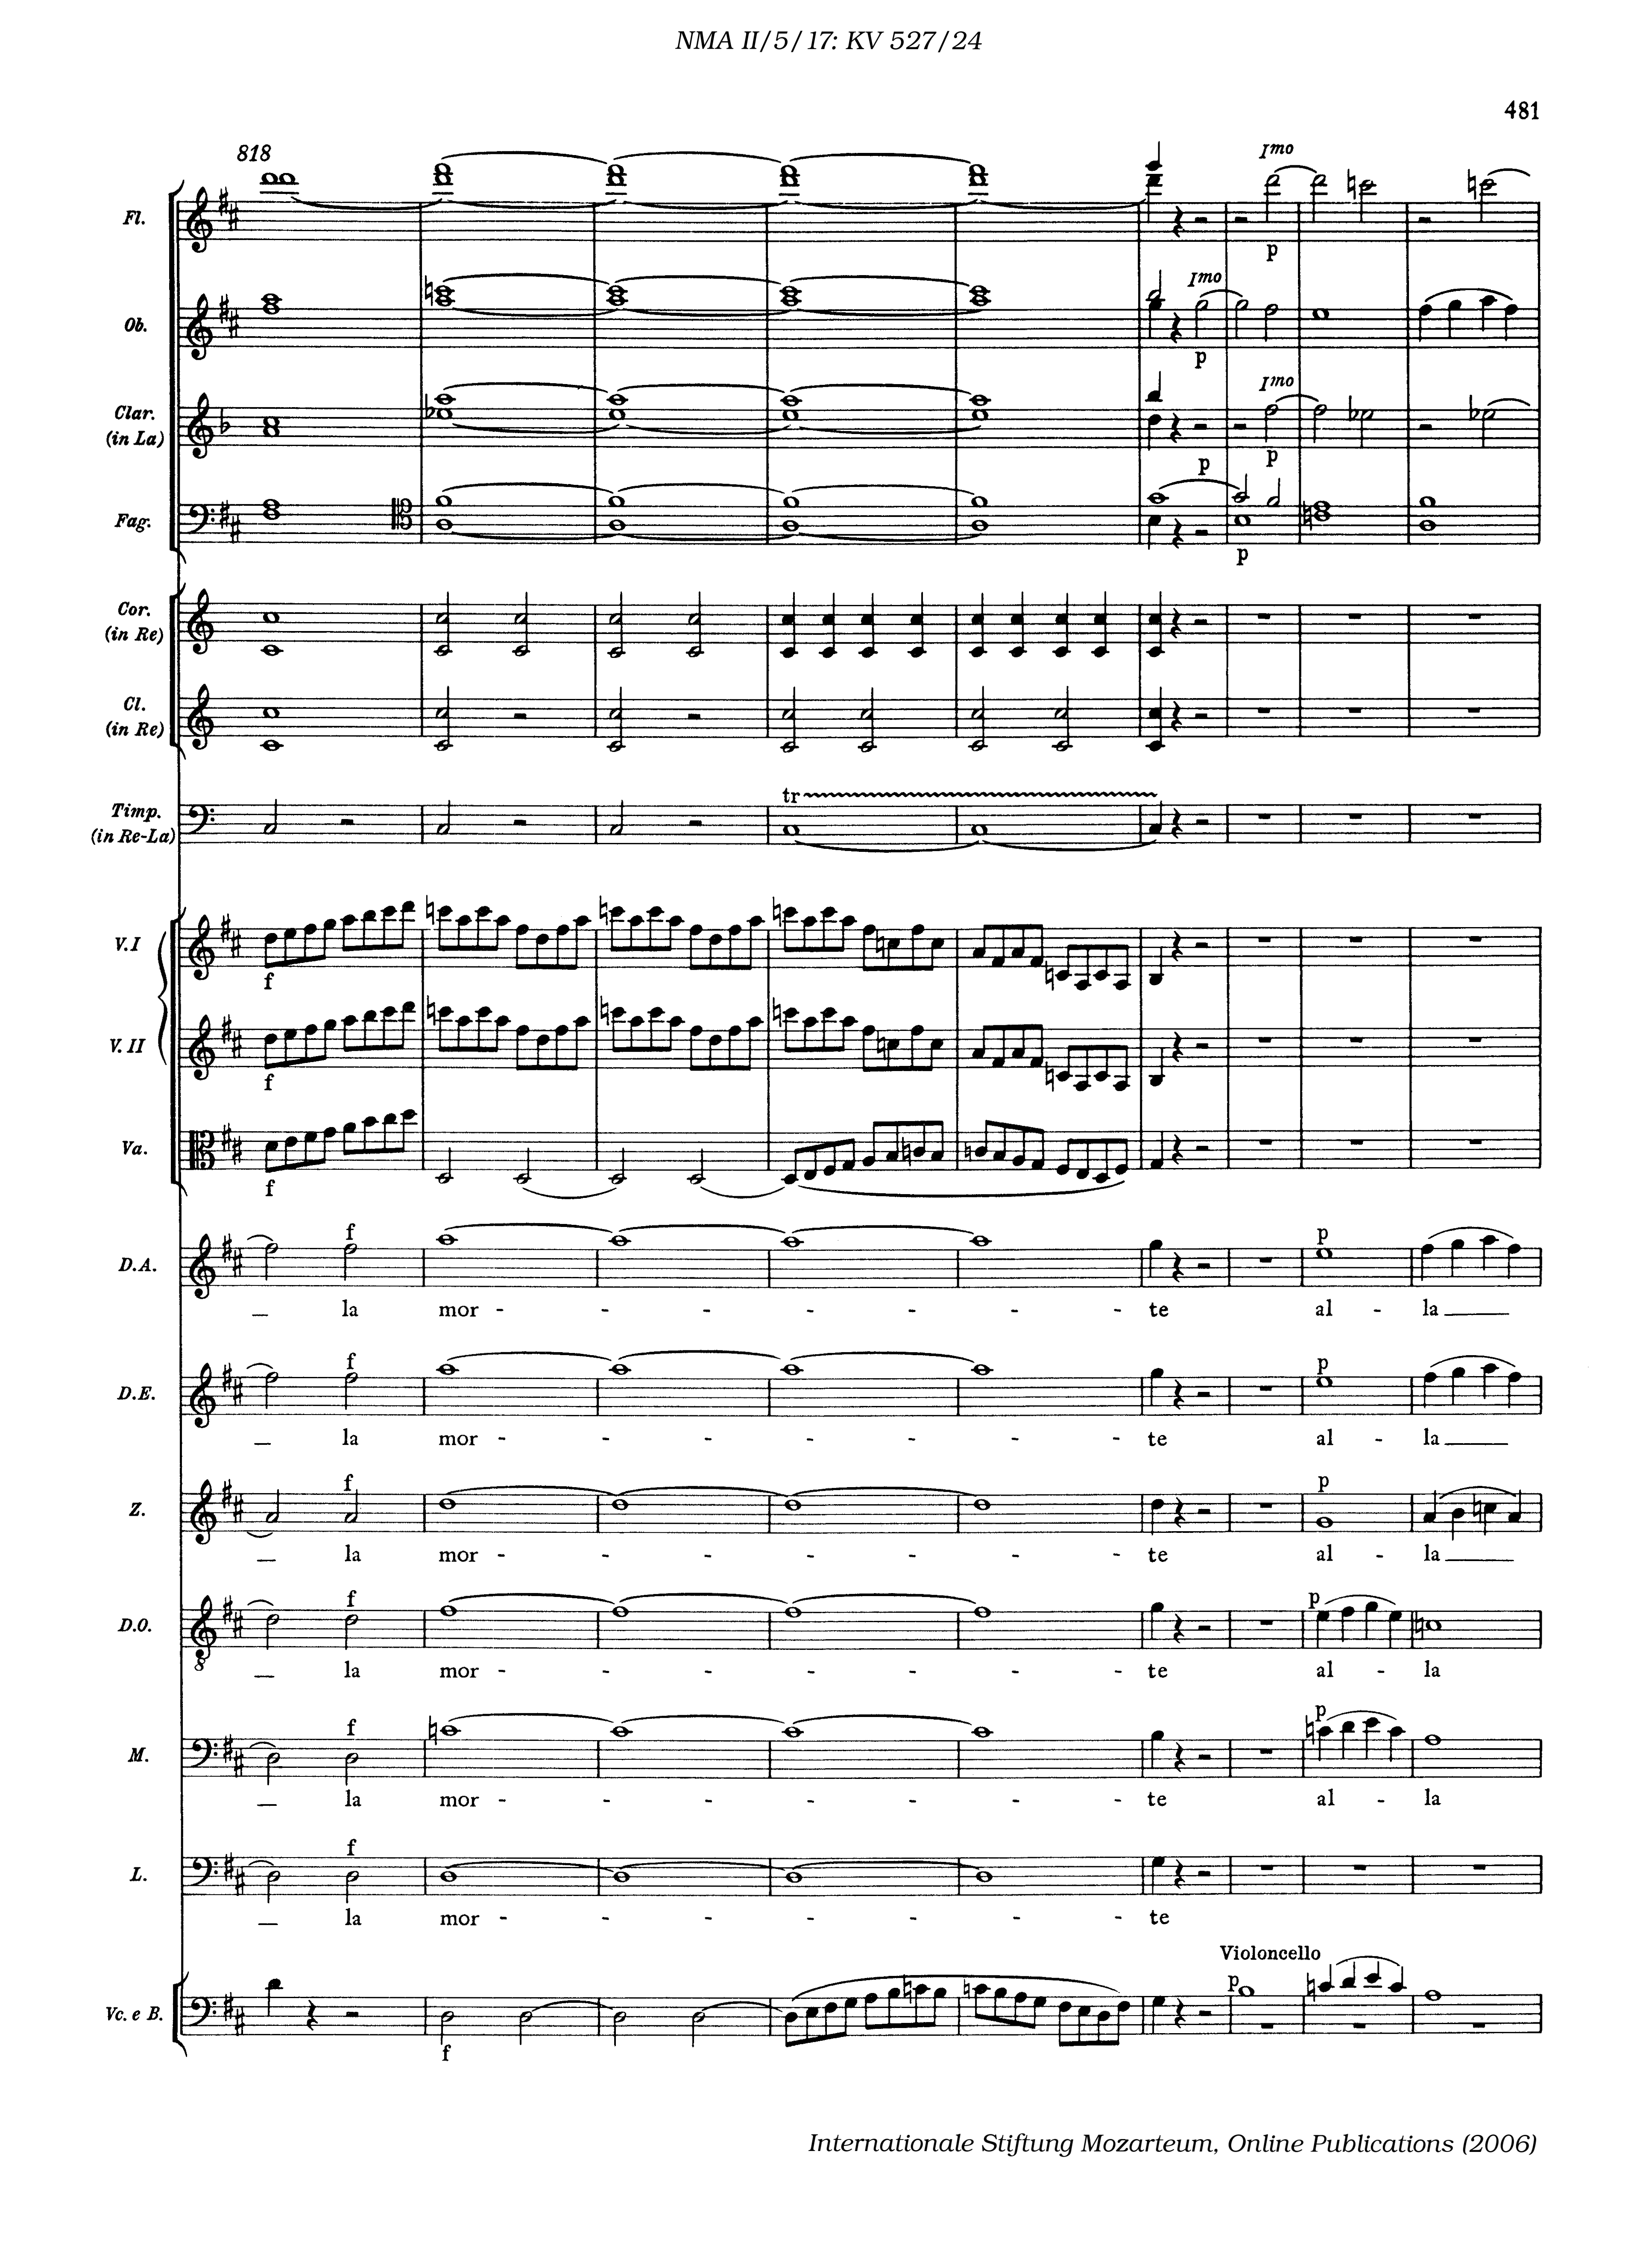 NMA II/5/17: KV 527/24
481
818
Imo
Fl.
p
Imo
Ob.
p
Imo
Clar.
(in La)
p
p
Fag.
p
Cor.
(in Re)
Cl.
(in Re)
tr
Timp.
(in Re-La)
V. I
f
V. II
f
Va.
f
f
p
D.A.
la mor - - - - - - te al - la
f
p
D.E.
la mor - - - - - - te al - la
f
p
Z.
la mor - - - - - - te al - la
f
p
D.O.
la mor - - - - - - te al - la
f
p
M.
la mor - - - - - - te al - la
f
L.
la mor - - - - - - te
Violoncello
p
Vc. e B.
f
Internationale Stiftung Mozarteum, Online Publications (2006)